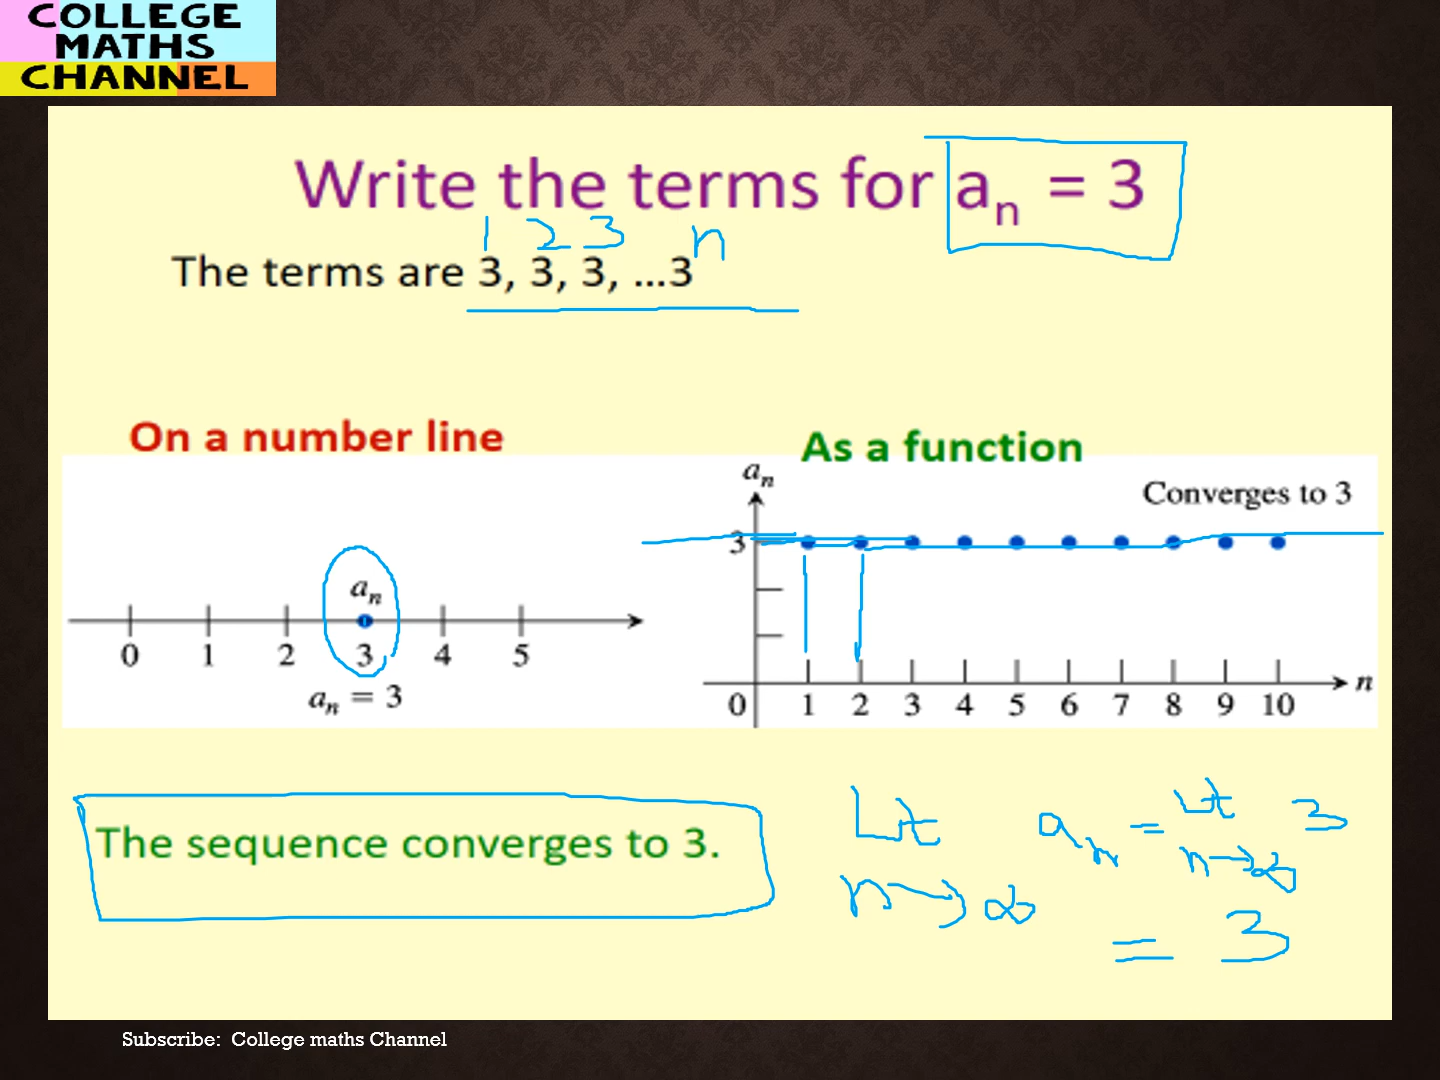 COLLEGE
MATHS
CHANNEL
Write the terms for aₙ = 3
1 2 3 n
The terms are 3, 3, 3, ...3
On a number line
As a function
aₙ
0 1 2 3 4 5
aₙ = 3
aₙ
Converges to 3
3
0 1 2 3 4 5 6 7 8 9 10 n
The sequence converges to 3.
Lt aₙ = Lt 3
n→∞ n→∞
= 3
Subscribe: College maths Channel